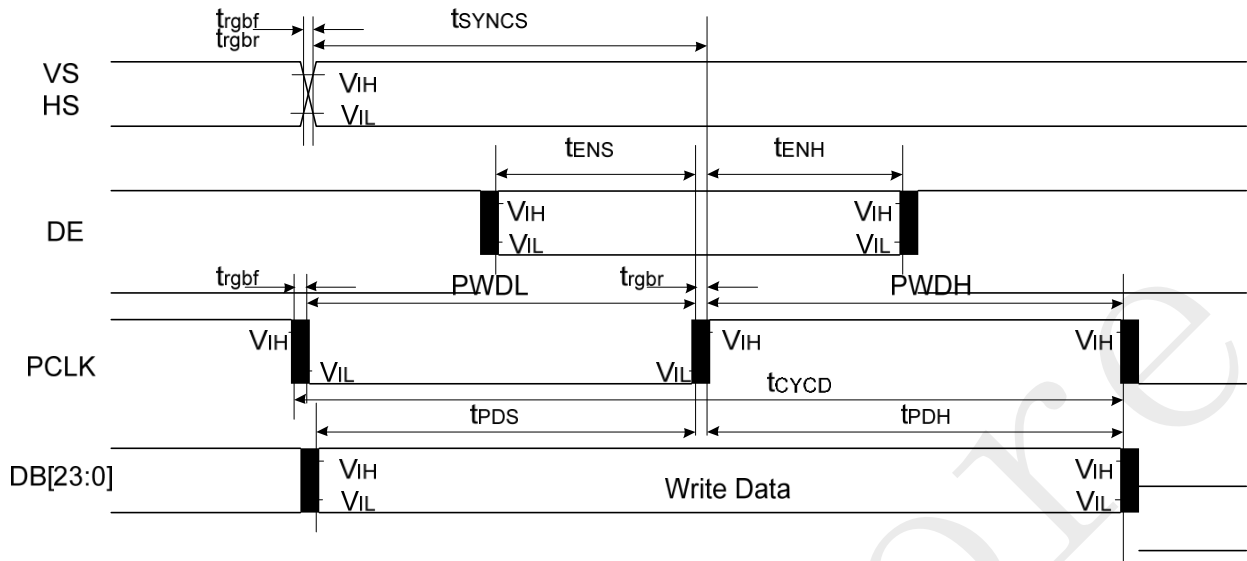 trgbf
trgbr
tSYNCS
VS
HS
VIH
VIL
tENS
tENH
DE
VIH
VIL
VIH
VIL
trgbf
PWDL
trgbr
PWDH
PCLK
VIH
VIL
VIL
VIH
VIH
tCYCD
tPDS
tPDH
DB[23:0]
VIH
VIL
Write Data
VIH
VIL
ore